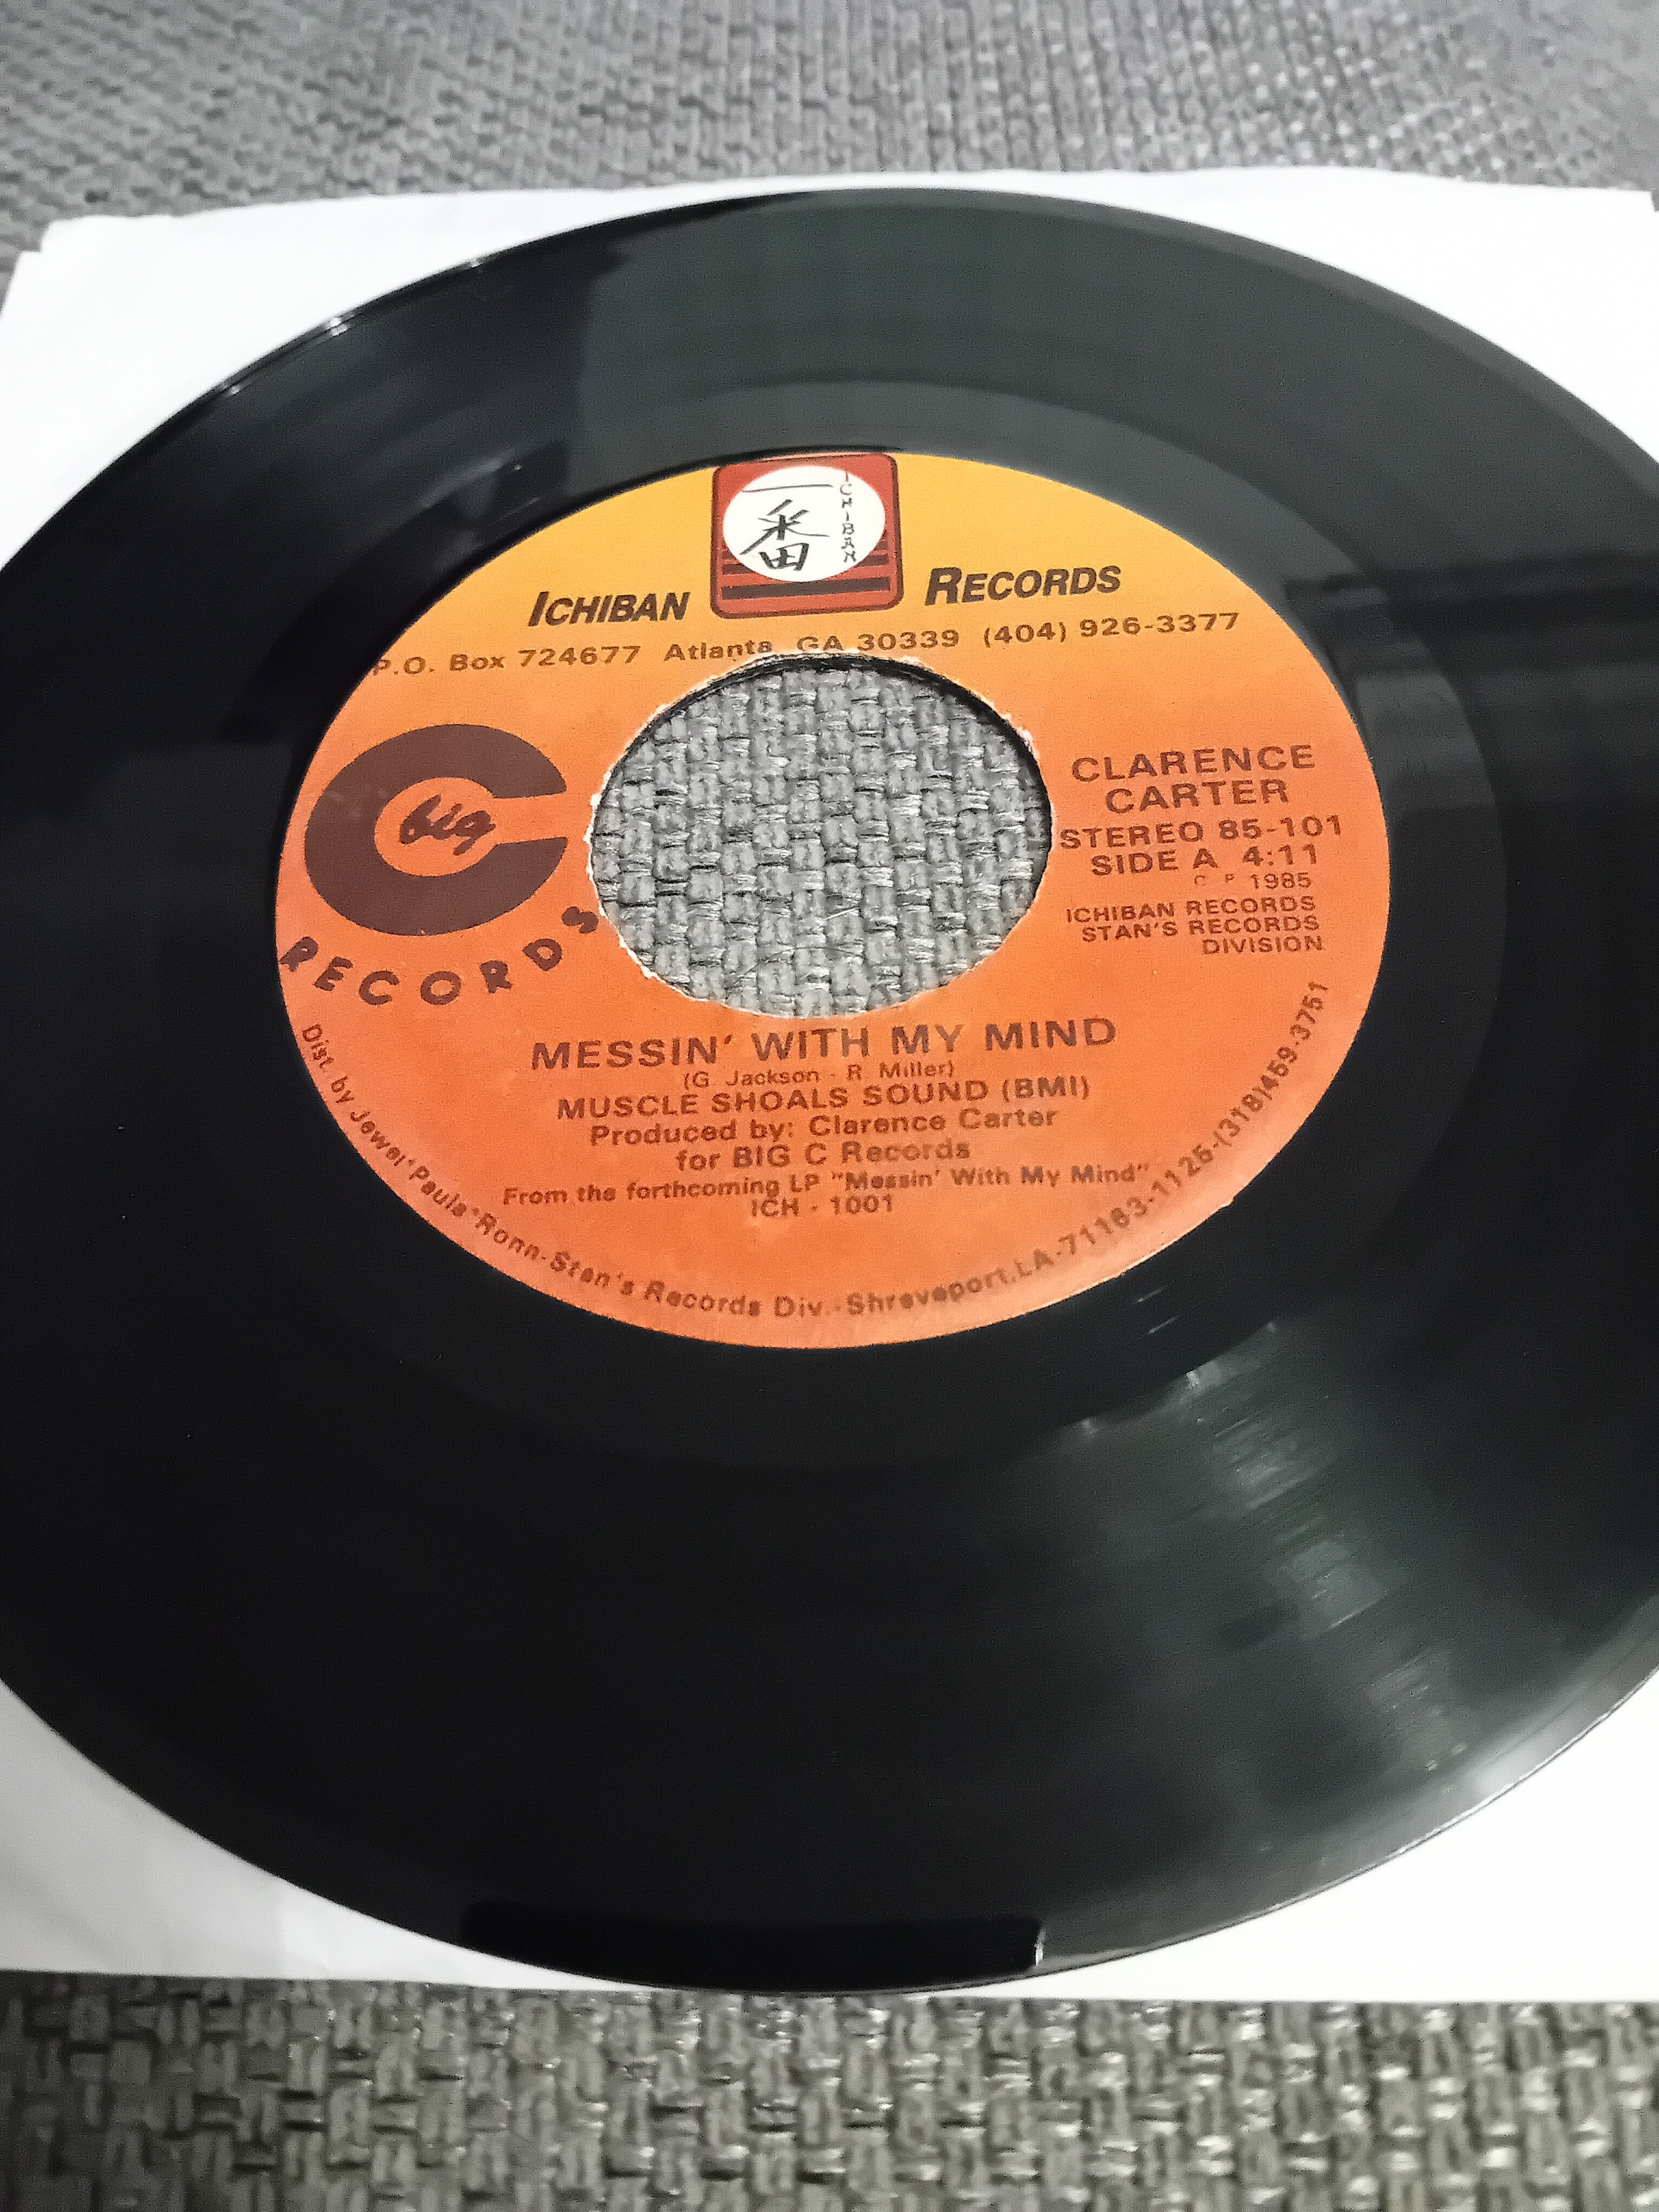 一番
ICHIBAN
ICHIBAN RECORDS
P.O. Box 724677 Atlanta, GA 30339 (404) 926-3377
big C
RECORDS
CLARENCE
CARTER
STEREO 85-101
SIDE A 4:11
C P 1985
ICHIBAN RECORDS
STAN'S RECORDS
DIVISION
MESSIN' WITH MY MIND
(G. Jackson - R. Miller)
MUSCLE SHOALS SOUND (BMI)
Produced by: Clarence Carter
for BIG C Records
From the forthcoming LP "Messin' With My Mind"
ICH - 1001
Dist. by Jewel*Paula*Ronn-Stan's Records Div.-Shreveport, LA-71163-1125-(318)459-3751